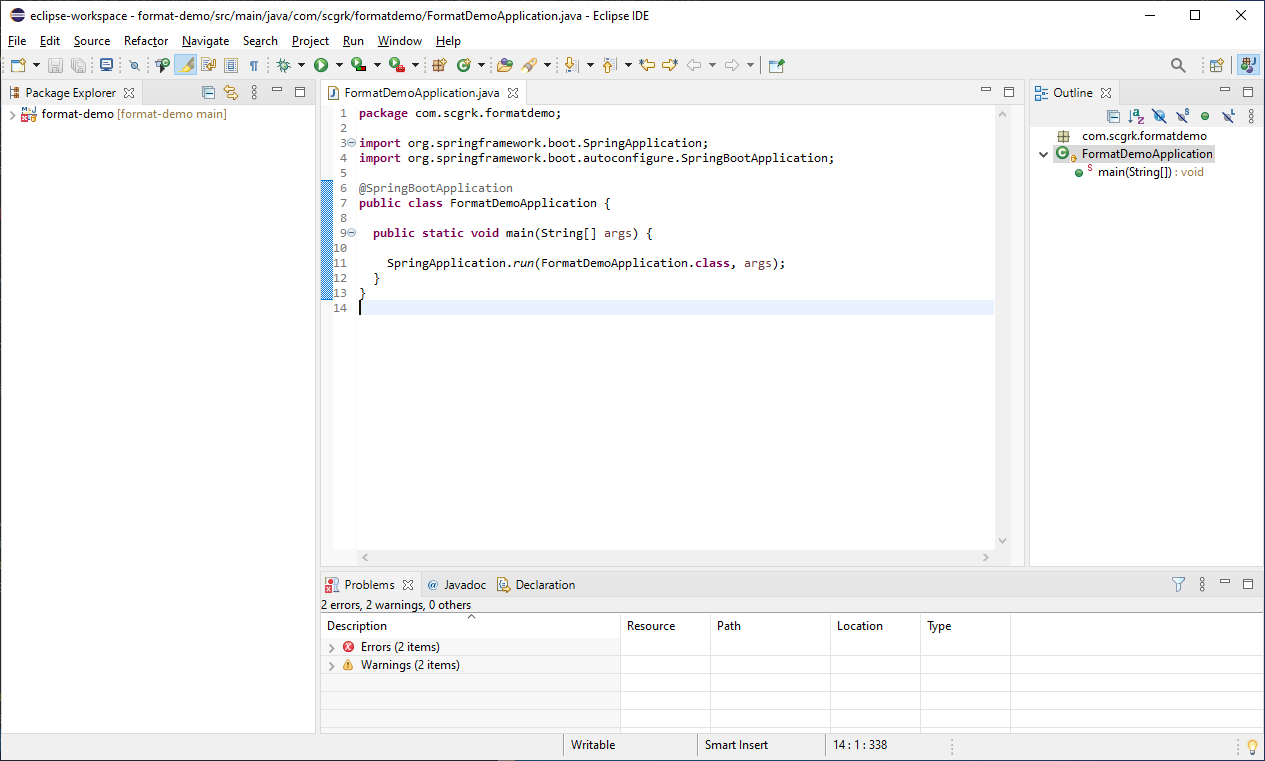 eclipse-workspace - format-demo/src/main/java/com/scgrk/formatdemo/FormatDemoApplication.java - Eclipse IDE
File Edit Source Refactor Navigate Search Project Run Window Help
Package Explorer
format-demo [format-demo main]
FormatDemoApplication.java
1 package com.scgrk.formatdemo;
2
3 import org.springframework.boot.SpringApplication;
4 import org.springframework.boot.autoconfigure.SpringBootApplication;
5
6 @SpringBootApplication
7 public class FormatDemoApplication {
8
9 public static void main(String[] args) {
10
11 SpringApplication.run(FormatDemoApplication.class, args);
12 }
13 }
14
Outline
com.scgrk.formatdemo
FormatDemoApplication
main(String[]) : void
Problems @ Javadoc Declaration
2 errors, 2 warnings, 0 others
Description Resource Path Location Type
Errors (2 items)
Warnings (2 items)
Writable Smart Insert 14 : 1 : 338